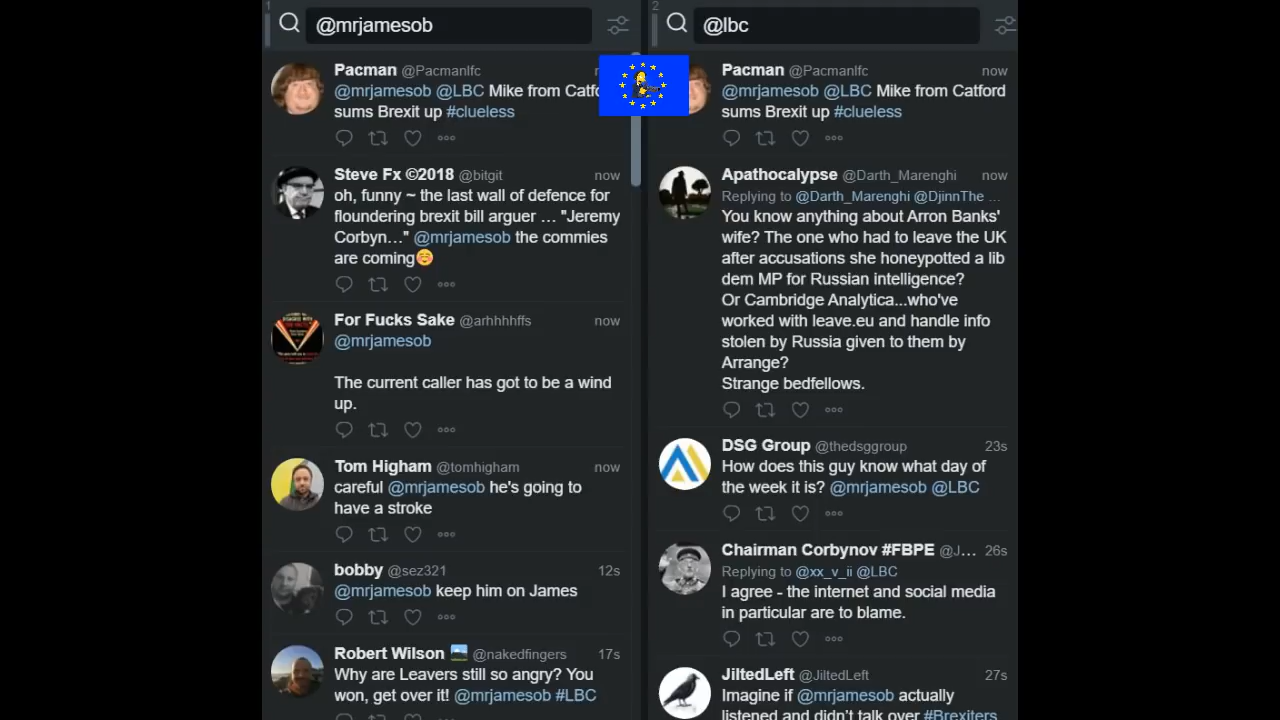 1
@mrjamesob
Pacman @Pacmanlfc
@mrjamesob @LBC Mike from Catfo
sums Brexit up #clueless
Steve Fx ©2018 @bitgit now
oh, funny ~ the last wall of defence for
floundering brexit bill arguer … "Jeremy
Corbyn…" @mrjamesob the commies
are coming☺️
For Fucks Sake @arhhhhffs now
@mrjamesob
The current caller has got to be a wind
up.
Tom Higham @tomhigham now
careful @mrjamesob he's going to
have a stroke
bobby @sez321 12s
@mrjamesob keep him on James
Robert Wilson @nakedfingers 17s
Why are Leavers still so angry? You
won, get over it! @mrjamesob #LBC
2
@lbc
Pacman @Pacmanlfc now
@mrjamesob @LBC Mike from Catford
sums Brexit up #clueless
Apathocalypse @Darth_Marenghi now
Replying to @Darth_Marenghi @DjinnThe ...
You know anything about Arron Banks'
wife? The one who had to leave the UK
after accusations she honeypotted a lib
dem MP for Russian intelligence?
Or Cambridge Analytica...who've
worked with leave.eu and handle info
stolen by Russia given to them by
Arrange?
Strange bedfellows.
DSG Group @thedsggroup 23s
How does this guy know what day of
the week it is? @mrjamesob @LBC
Chairman Corbynov #FBPE @J... 26s
Replying to @xx_v_ii @LBC
I agree - the internet and social media
in particular are to blame.
JiltedLeft @JiltedLeft 27s
Imagine if @mrjamesob actually
listened and didn't talk over #Brexiters